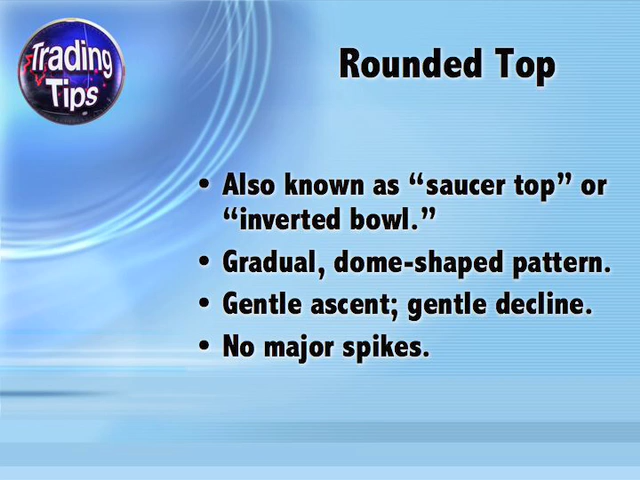 Trading
Tips
Rounded Top
• Also known as “saucer top” or
“inverted bowl.”
• Gradual, dome-shaped pattern.
• Gentle ascent; gentle decline.
• No major spikes.